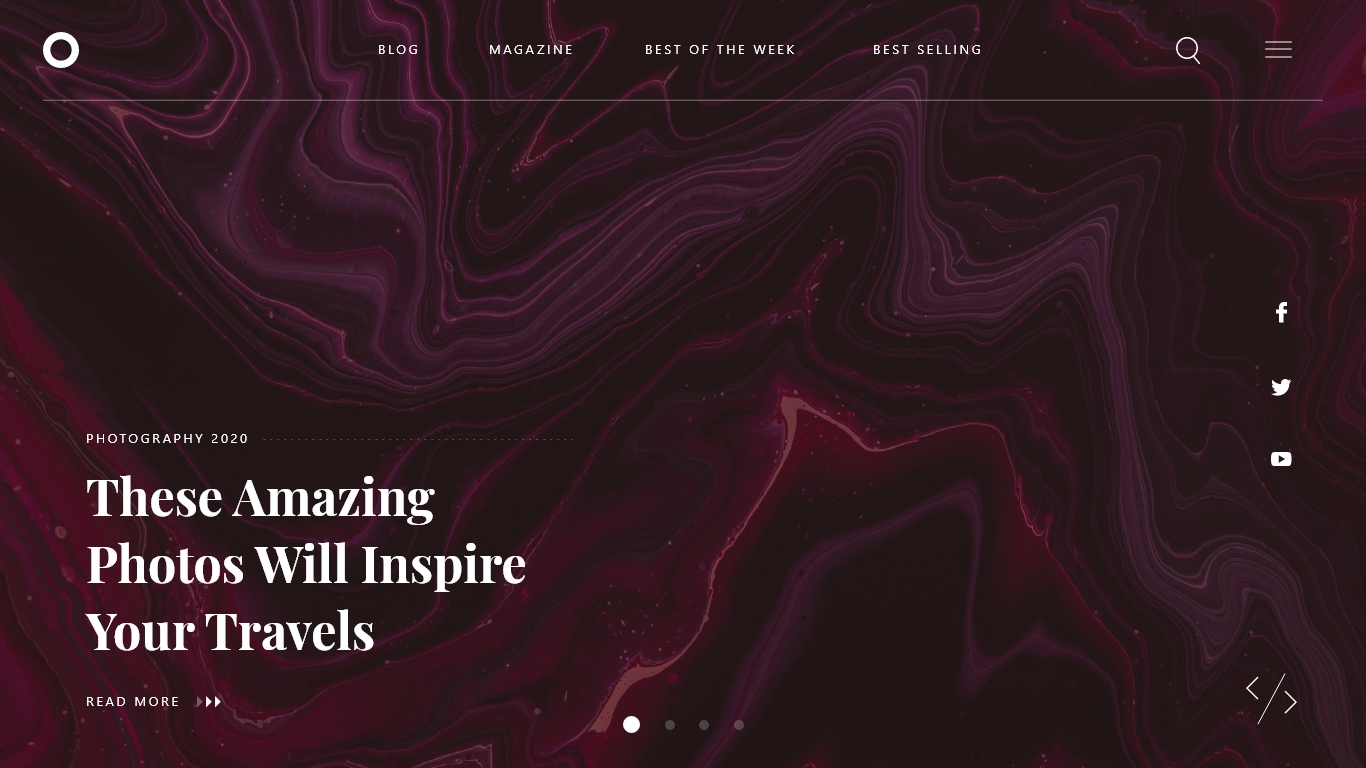 BLOG MAGAZINE BEST OF THE WEEK BEST SELLING
PHOTOGRAPHY 2020
These Amazing
Photos Will Inspire
Your Travels
READ MORE